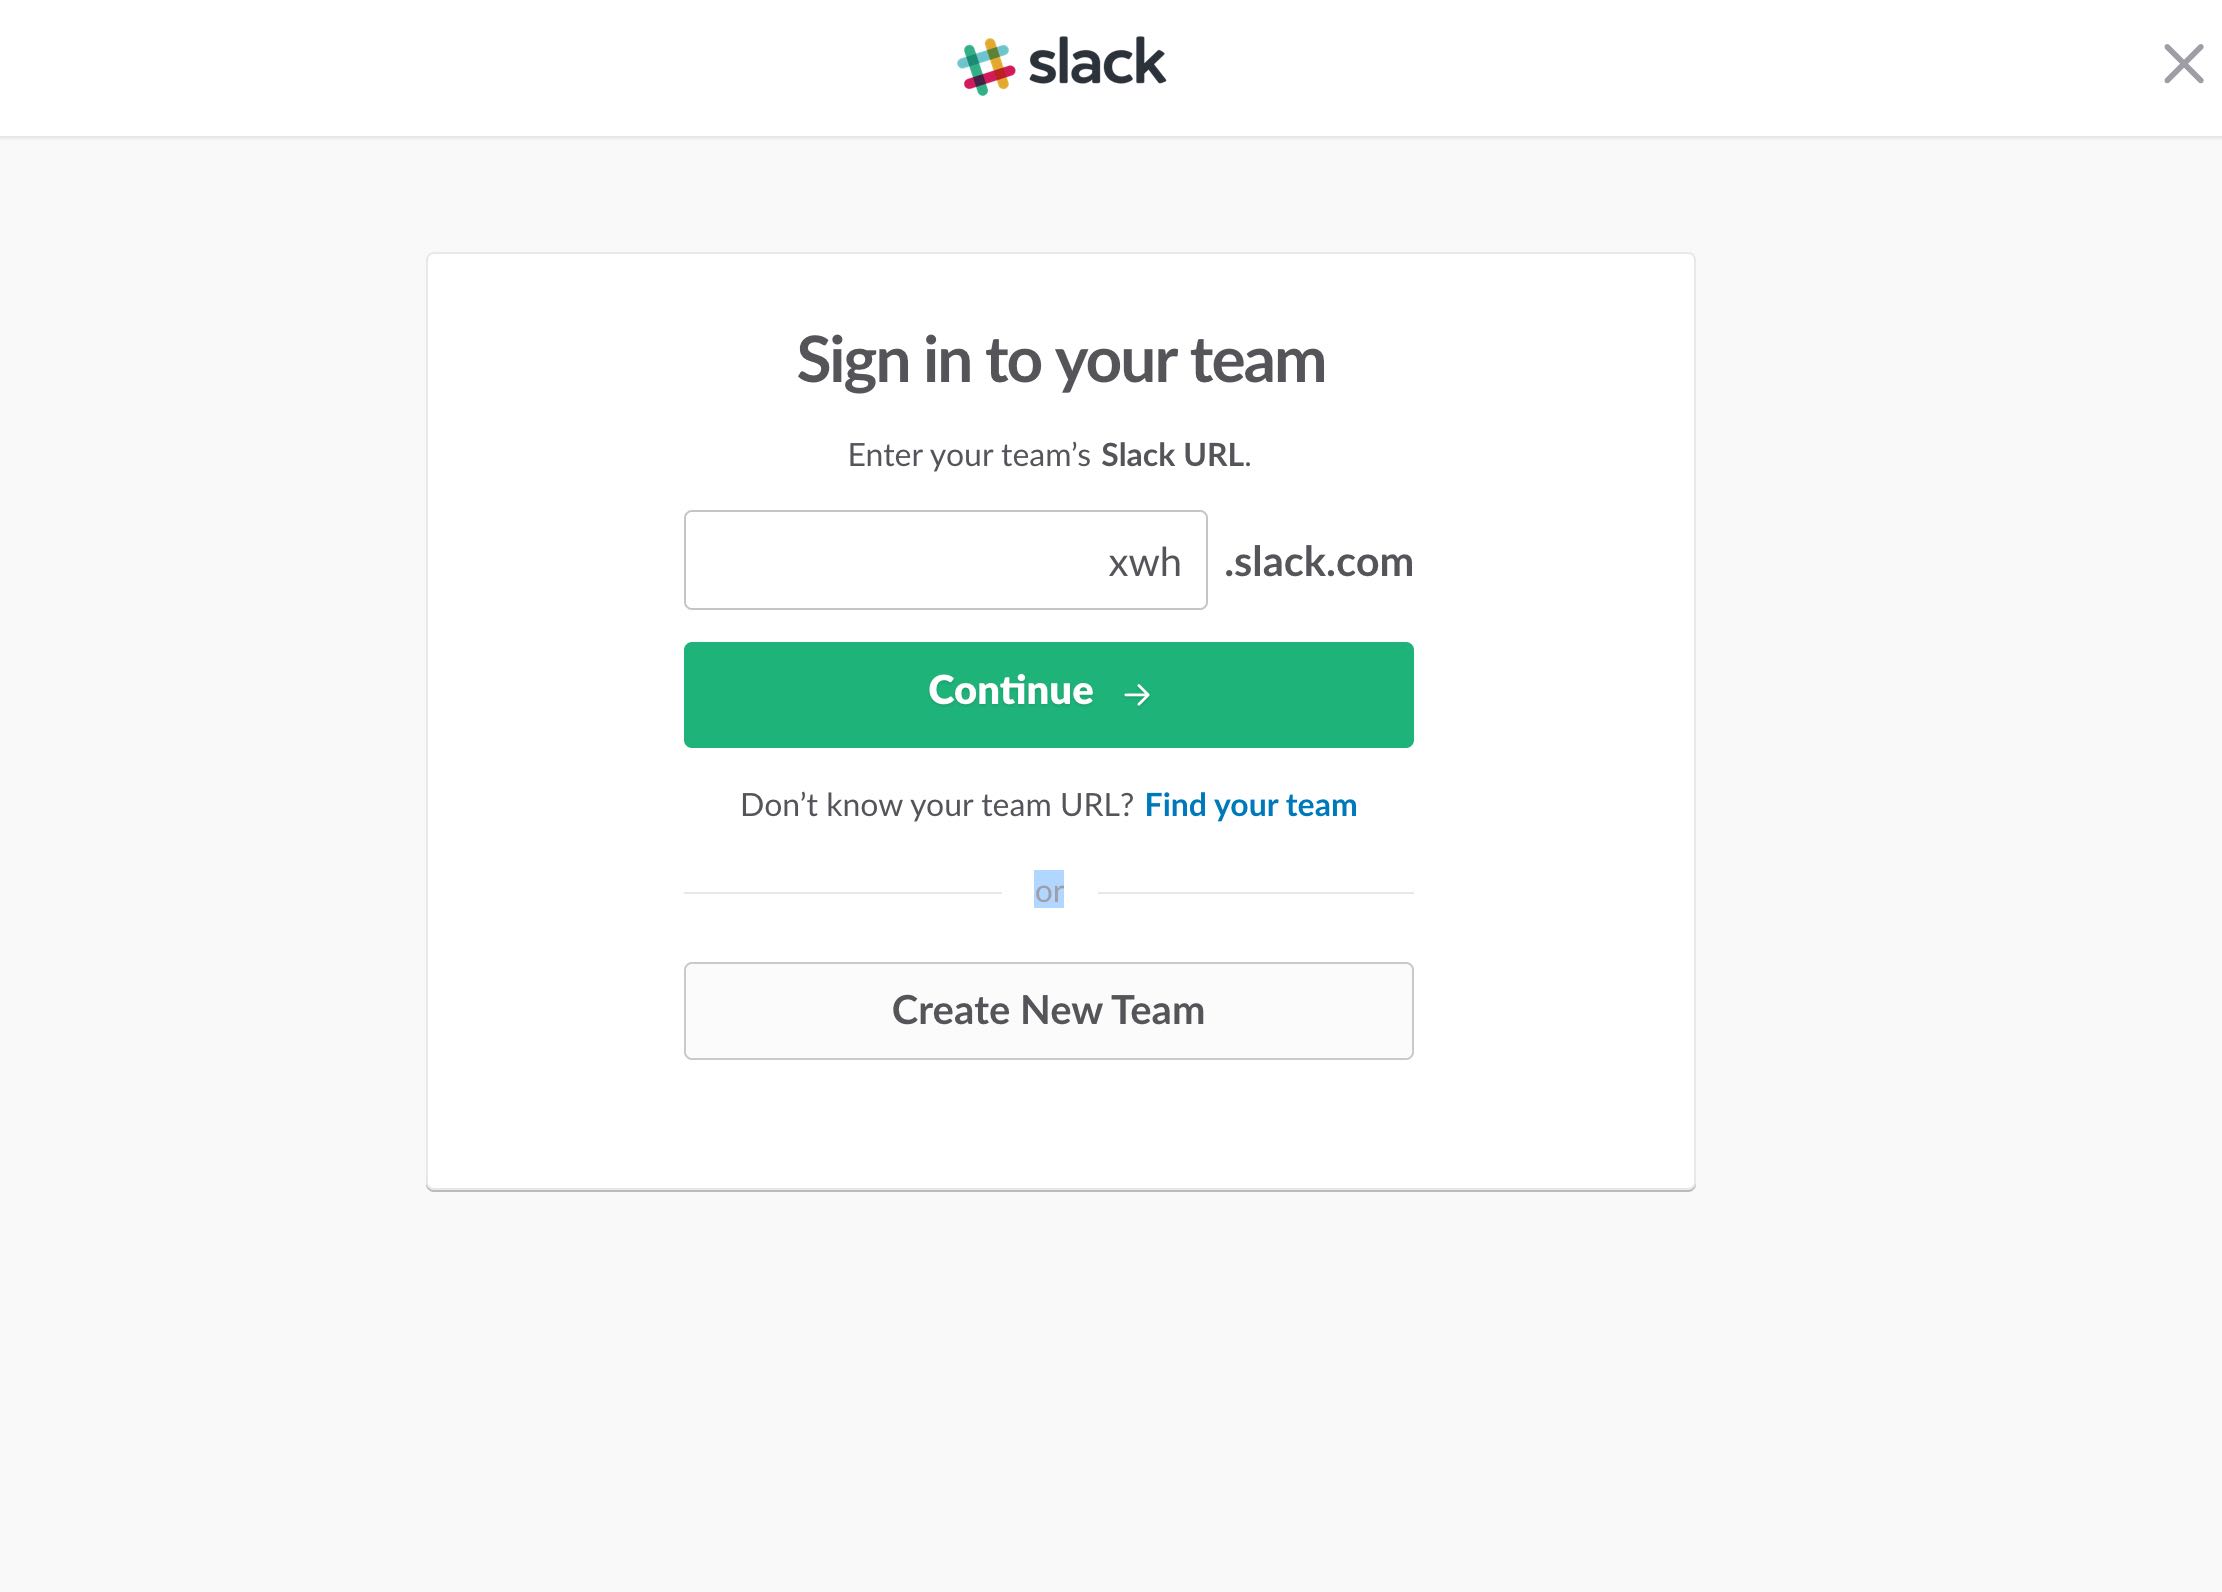 slack
Sign in to your team
Enter your team’s Slack URL.
xwh .slack.com
Continue →
Don’t know your team URL? Find your team
or
Create New Team